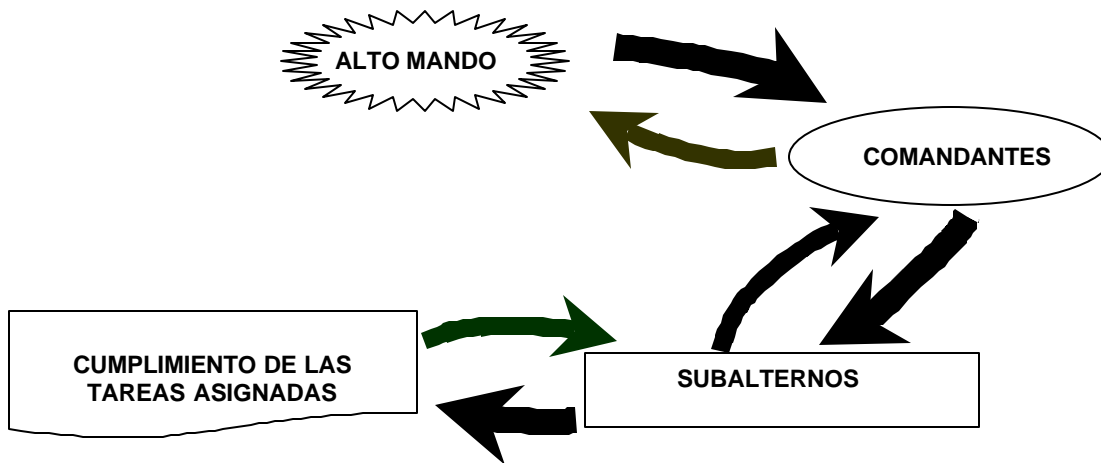 ALTO MANDO
COMANDANTES
CUMPLIMIENTO DE LAS
TAREAS ASIGNADAS
SUBALTERNOS